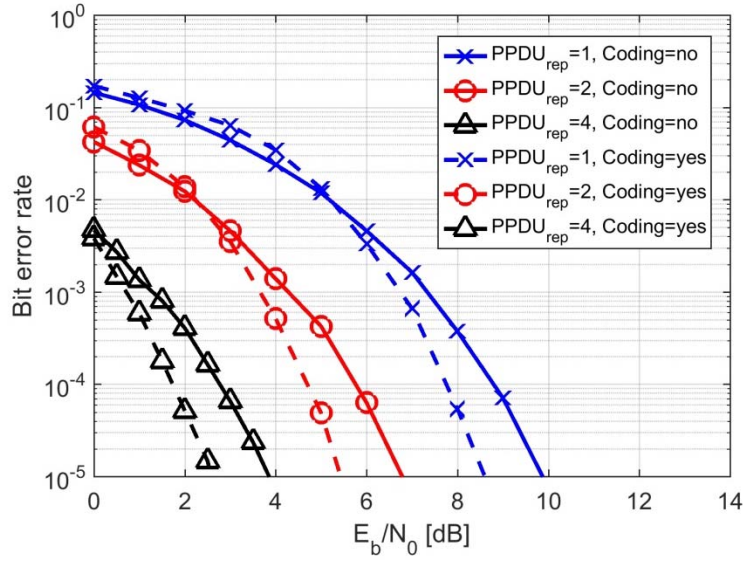 10^0
10^-1
10^-2
10^-3
10^-4
10^-5
Bit error rate
PPDU_rep=1, Coding=no
PPDU_rep=2, Coding=no
PPDU_rep=4, Coding=no
PPDU_rep=1, Coding=yes
PPDU_rep=2, Coding=yes
PPDU_rep=4, Coding=yes
0 2 4 6 8 10 12 14
E_b/N_0 [dB]